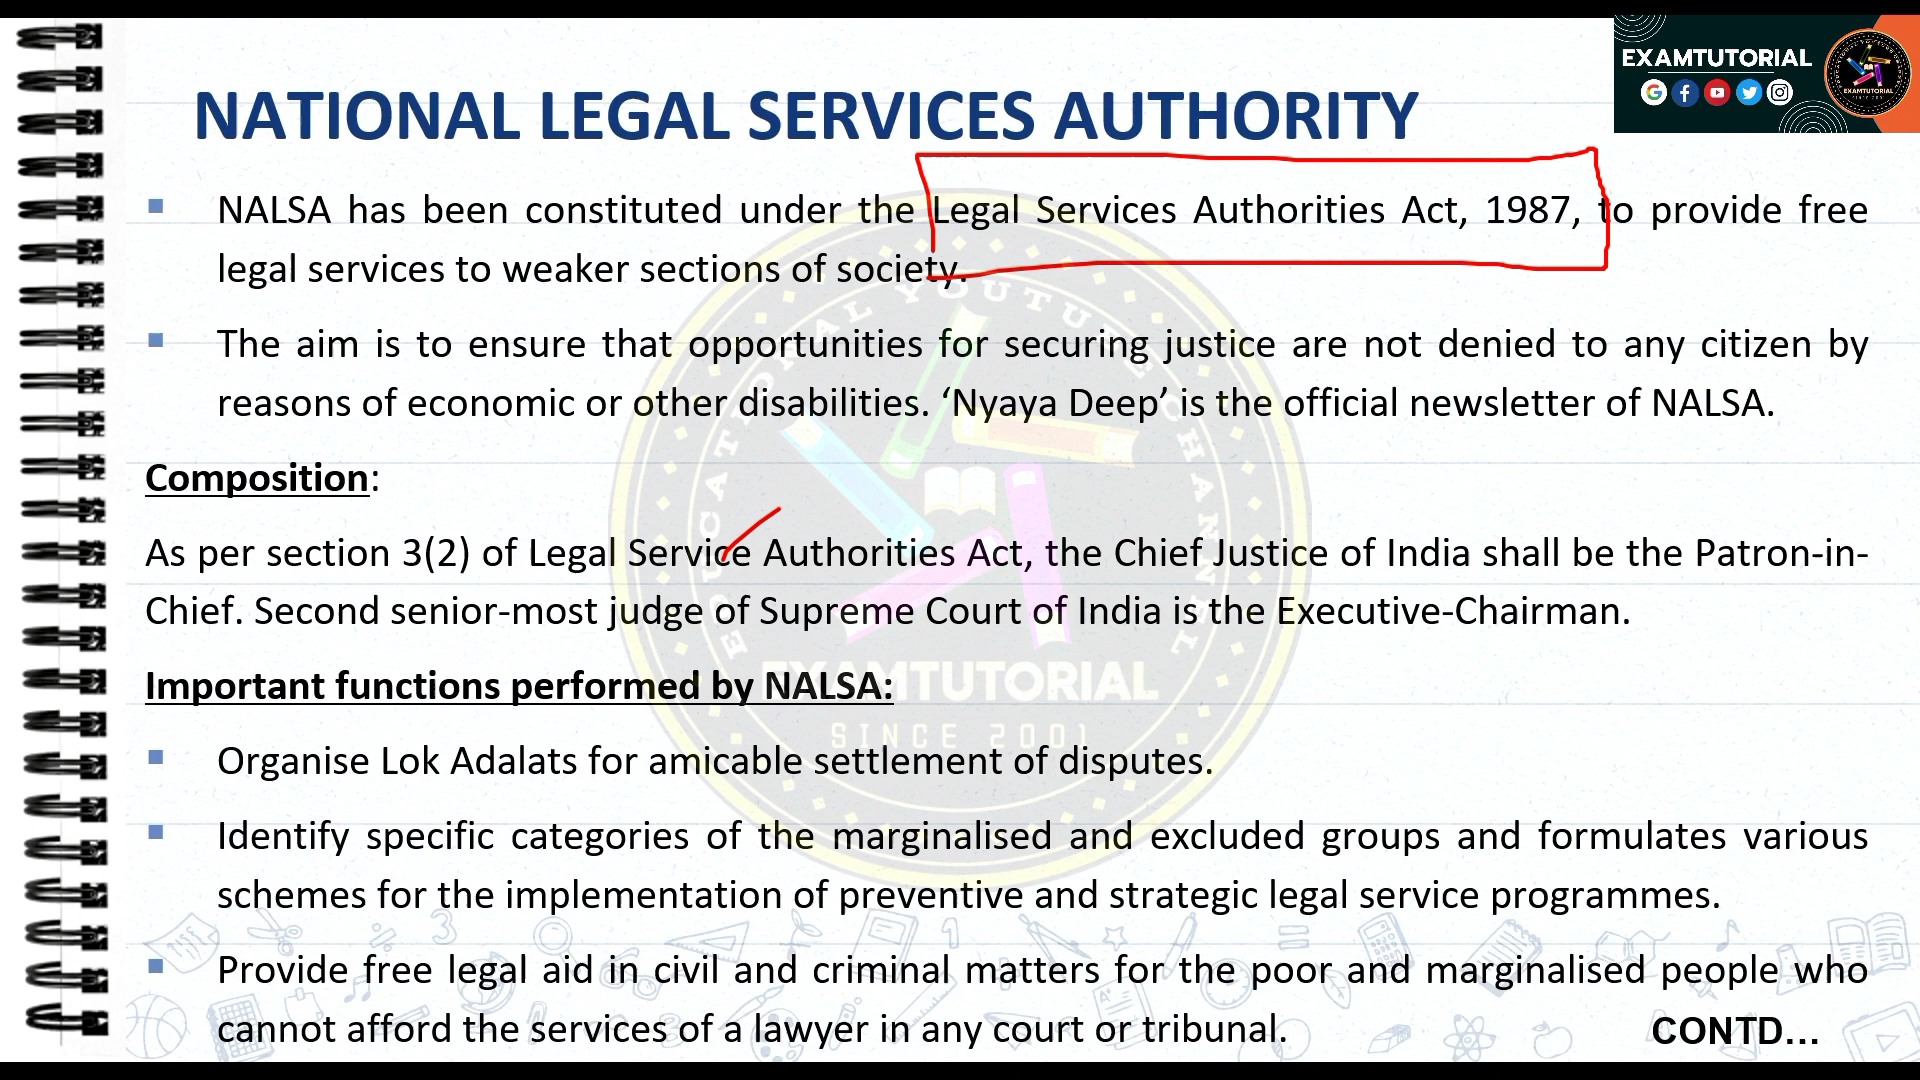 EXAMTUTORIAL
NATIONAL LEGAL SERVICES AUTHORITY
NALSA has been constituted under the Legal Services Authorities Act, 1987, to provide free
legal services to weaker sections of society.
The aim is to ensure that opportunities for securing justice are not denied to any citizen by
reasons of economic or other disabilities. ‘Nyaya Deep’ is the official newsletter of NALSA.
Composition:
As per section 3(2) of Legal Service Authorities Act, the Chief Justice of India shall be the Patron-in-
Chief. Second senior-most judge of Supreme Court of India is the Executive-Chairman.
Important functions performed by NALSA:
Organise Lok Adalats for amicable settlement of disputes.
Identify specific categories of the marginalised and excluded groups and formulates various
schemes for the implementation of preventive and strategic legal service programmes.
Provide free legal aid in civil and criminal matters for the poor and marginalised people who
cannot afford the services of a lawyer in any court or tribunal.
CONTD...
EDUCATIONAL YOUTUBE CHANNEL
EXAMTUTORIAL
SINCE 2001